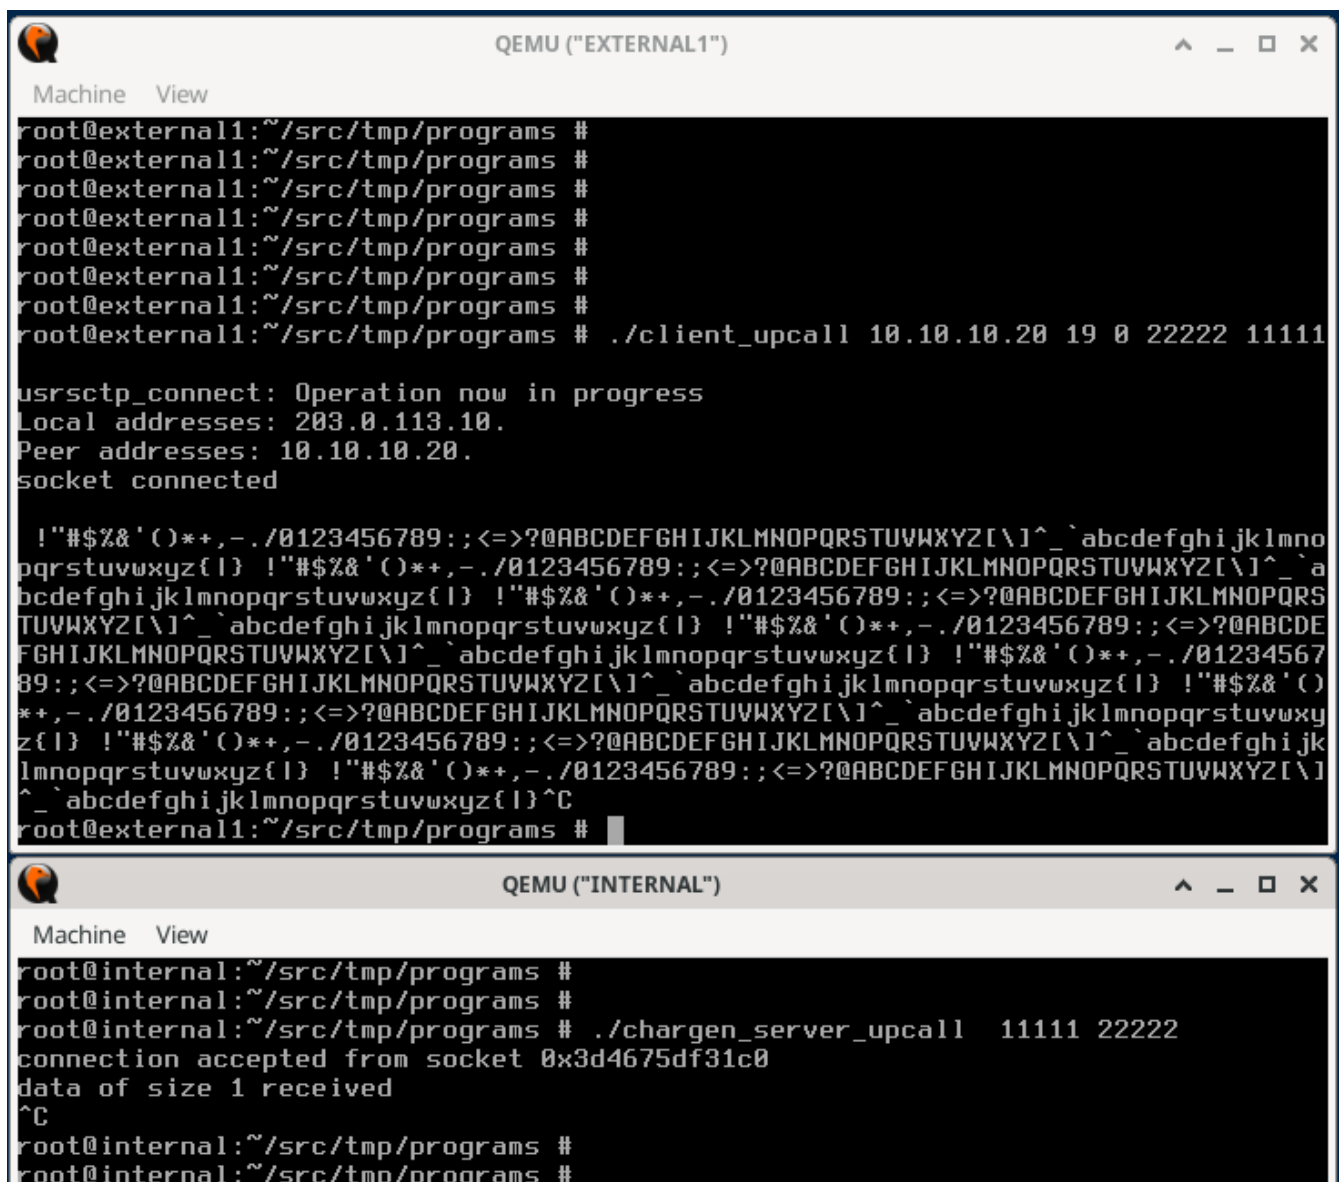 QEMU ("EXTERNAL1")
Machine View
root@external1:~/src/tmp/programs #
root@external1:~/src/tmp/programs #
root@external1:~/src/tmp/programs #
root@external1:~/src/tmp/programs #
root@external1:~/src/tmp/programs #
root@external1:~/src/tmp/programs #
root@external1:~/src/tmp/programs #
root@external1:~/src/tmp/programs # ./client_upcall 10.10.10.20 19 0 22222 11111
usrsctp_connect: Operation now in progress
Local addresses: 203.0.113.10.
Peer addresses: 10.10.10.20.
socket connected
 !"#$%&'()*+,-./0123456789:;<=>?@ABCDEFGHIJKLMNOPQRSTUVWXYZ[\]^_`abcdefghijklmno
pqrstuvwxyz{|} !"#$%&'()*+,-./0123456789:;<=>?@ABCDEFGHIJKLMNOPQRSTUVWXYZ[\]^_`a
bcdefghijklmnopqrstuvwxyz{|} !"#$%&'()*+,-./0123456789:;<=>?@ABCDEFGHIJKLMNOPQRS
TUVWXYZ[\]^_`abcdefghijklmnopqrstuvwxyz{|} !"#$%&'()*+,-./0123456789:;<=>?@ABCDE
FGHIJKLMNOPQRSTUVWXYZ[\]^_`abcdefghijklmnopqrstuvwxyz{|} !"#$%&'()*+,-./01234567
89:;<=>?@ABCDEFGHIJKLMNOPQRSTUVWXYZ[\]^_`abcdefghijklmnopqrstuvwxyz{|} !"#$%&'()
*+,-./0123456789:;<=>?@ABCDEFGHIJKLMNOPQRSTUVWXYZ[\]^_`abcdefghijklmnopqrstuvwxy
z{|} !"#$%&'()*+,-./0123456789:;<=>?@ABCDEFGHIJKLMNOPQRSTUVWXYZ[\]^_`abcdefghijk
lmnopqrstuvwxyz{|} !"#$%&'()*+,-./0123456789:;<=>?@ABCDEFGHIJKLMNOPQRSTUVWXYZ[\]
^_`abcdefghijklmnopqrstuvwxyz{|}^C
root@external1:~/src/tmp/programs #
QEMU ("INTERNAL")
Machine View
root@internal:~/src/tmp/programs #
root@internal:~/src/tmp/programs #
root@internal:~/src/tmp/programs # ./chargen_server_upcall  11111 22222
connection accepted from socket 0x3d4675df31c0
data of size 1 received
^C
root@internal:~/src/tmp/programs #
root@internal:~/src/tmp/programs #